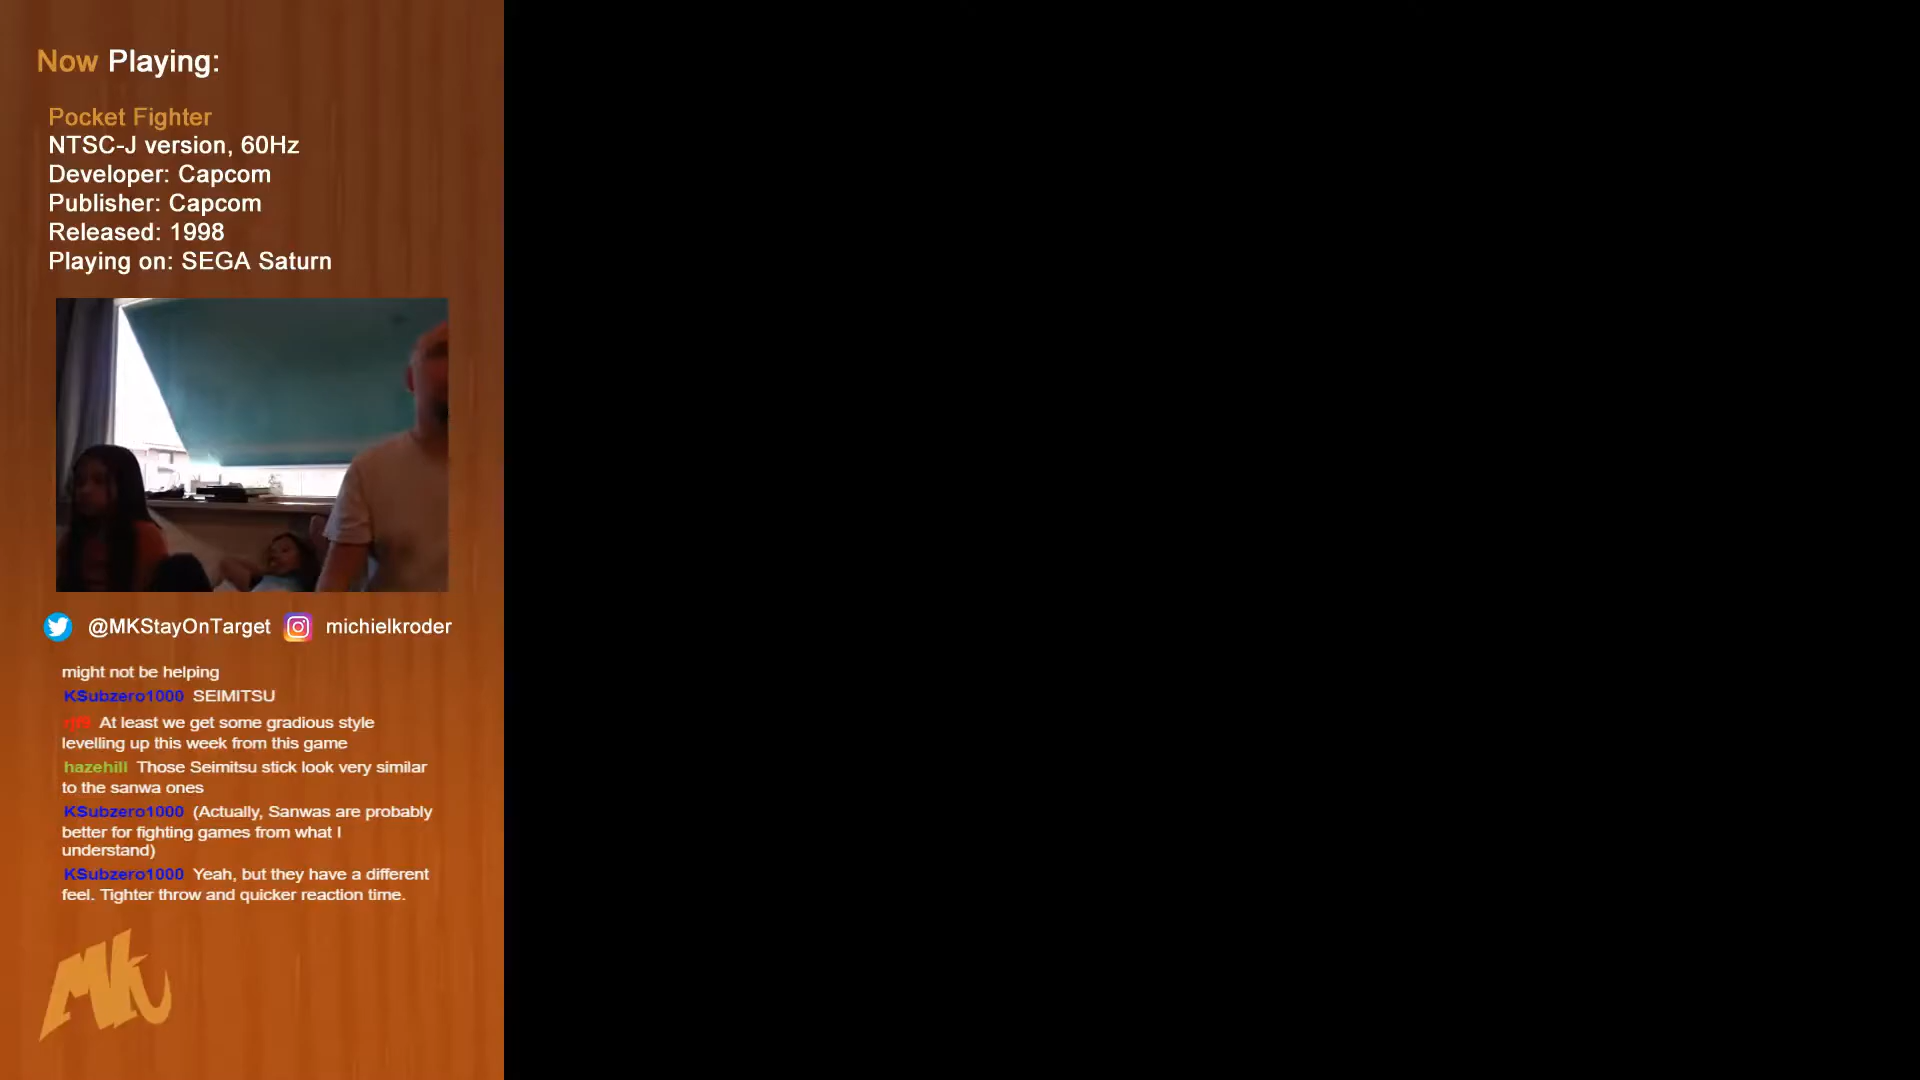 Now Playing:
Pocket Fighter
NTSC-J version, 60Hz
Developer: Capcom
Publisher: Capcom
Released: 1998
Playing on: SEGA Saturn
@MKStayOnTarget michielkroder
might not be helping
KSubzero1000 SEIMITSU
At least we get some gradious style
levelling up this week from this game
hazehill Those Seimitsu stick look very similar
to the sanwa ones
KSubzero1000 (Actually, Sanwas are probably
better for fighting games from what I
understand)
KSubzero1000 Yeah, but they have a different
feel. Tighter throw and quicker reaction time.
MK